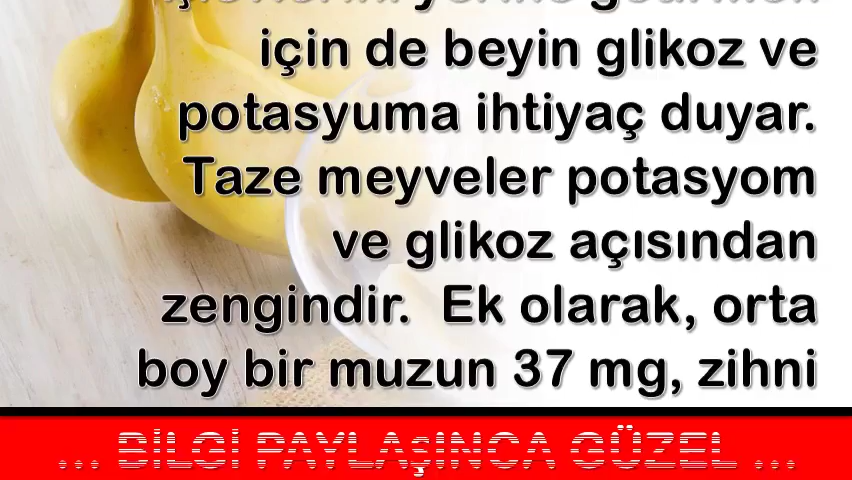 için de beyin glikoz ve
potasyuma ihtiyaç duyar.
Taze meyveler potasyom
ve glikoz açısından
zengindir. Ek olarak, orta
boy bir muzun 37 mg, zihni
... BİLGİ PAYLAŞINCA GÜZEL ...